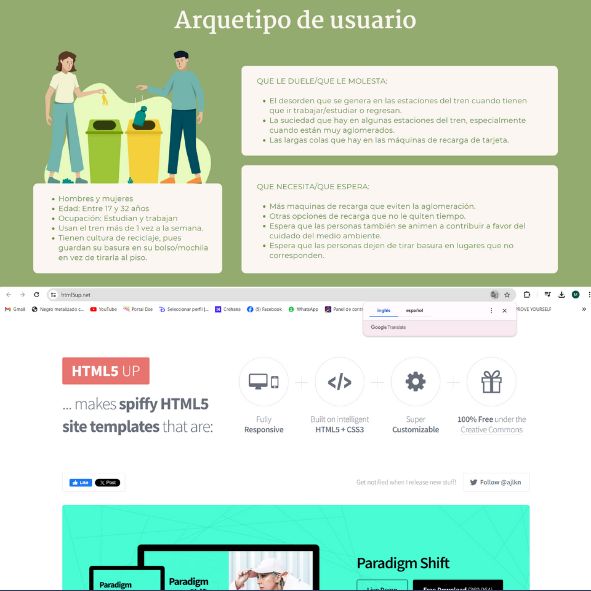 Arquetipo de usuario
QUE LE DUELE/QUE LE MOLESTA:
El desorden que se genera en las estaciones del tren cuando tienen
que ir trabajar/estudiar o regresan.
La suciedad que hay en algunas estaciones del tren, especialmente
cuando están muy aglomerados.
Las largas colas que hay en las máquinas de recarga de tarjeta.
Hombres y mujeres
Edad: Entre 17 y 32 años
Ocupación: Estudian y trabajan
Usan el tren más de 1 vez a la semana.
Tienen cultura de reciclaje, pues
guardan su basura en su bolso/mochila
en vez de tirarla al piso.
QUE NECESITA/QUE ESPERA:
Más maquinas de recarga que eviten la aglomeración.
Otras opciones de recarga que no le quiten tiempo.
Espera que las personas también se animen a contribuir a favor del
cuidado del medio ambiente.
Espera que las personas dejen de tirar basura en lugares que no
corresponden.
html5up.net
Gmail
Negro metalizado c...
YouTube
Portal Doe
Seleccionar perfil |...
Crehana
(5) Facebook
WhatsApp
Panel de cont
PROVE YOURSELF
inglés español
Google Translate
HTML5 UP
... makes spiffy HTML5
site templates that are:
Fully
Responsive
Built on intelligent
HTML5 + CSS3
Super
Customizable
100% Free under the
Creative Commons
Like
X Post
Get notified when I release new stuff!
Follow @ajlkn
Paradigm Shift
Paradigm
Paradigm
Live Demo
Free Download